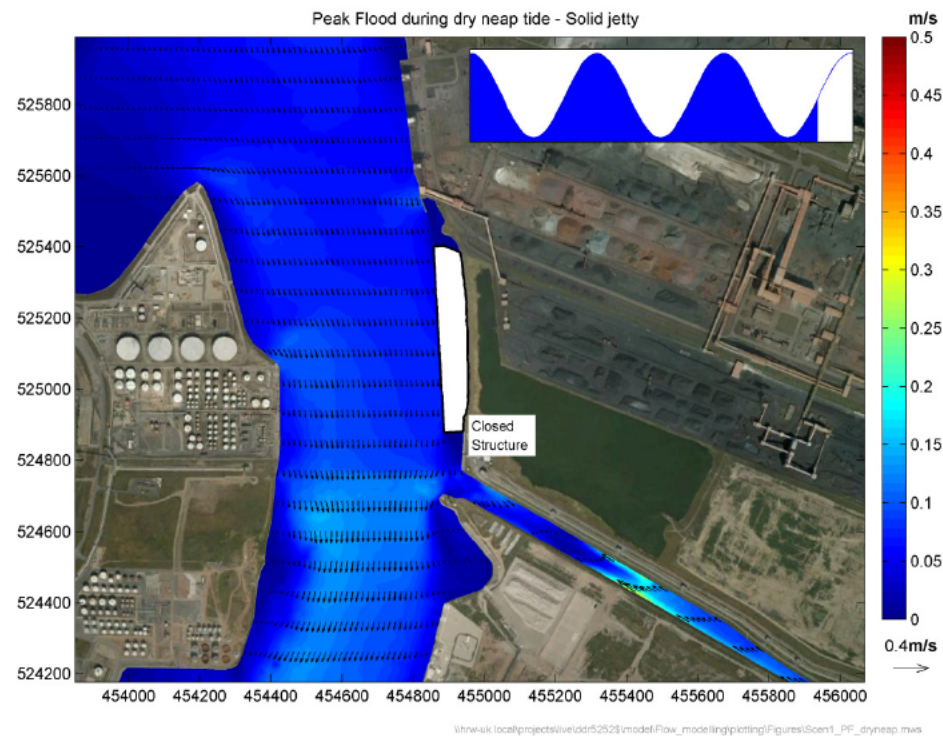 Peak Flood during dry neap tide - Solid jetty
m/s
0.5
0.45
0.4
0.35
0.3
0.25
0.2
0.15
0.1
0.05
0
0.4m/s
525800
525600
525400
525200
525000
524800
524600
524400
524200
Closed
Structure
454000 454200 454400 454600 454800 455000 455200 455400 455600 455800 456000
\\hrw-uk.local\projects\live\ddr5252$\model\Flow_modelling\plotting\Figures\Scen1_PF_dryneap.mws